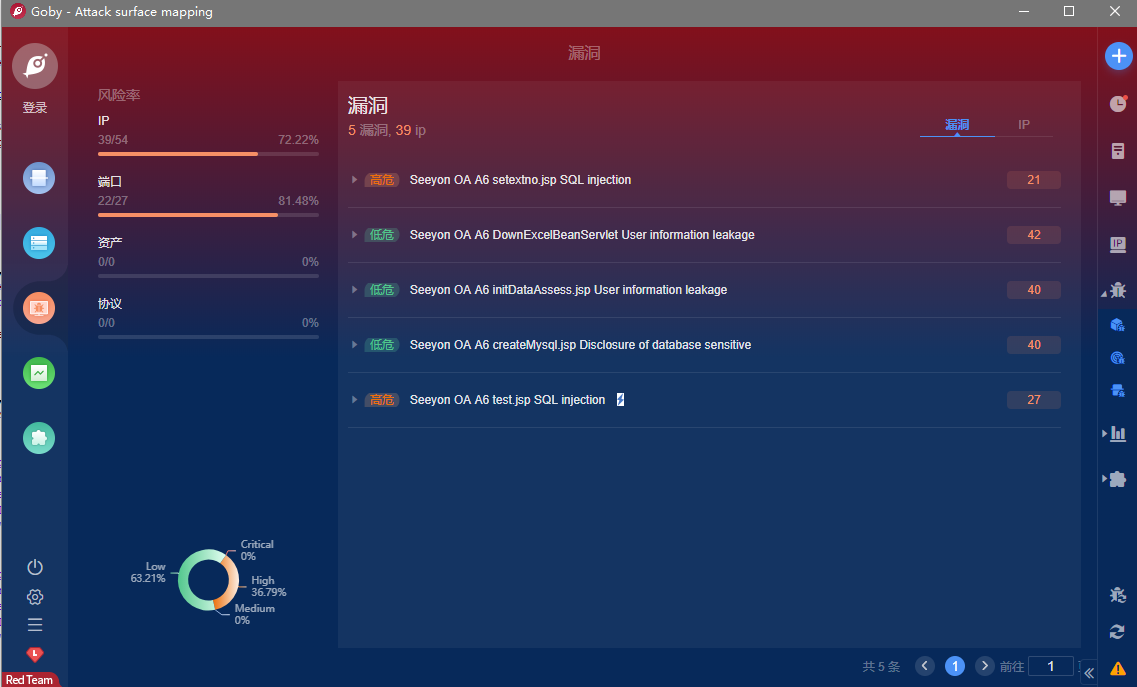 Goby - Attack surface mapping
登录
漏洞
风险率
IP
39/54 72.22%
端口
22/27 81.48%
资产
0/0 0%
协议
0/0 0%
漏洞
5 漏洞, 39 ip
漏洞 IP
高危 Seeyon OA A6 setextno.jsp SQL injection 21
低危 Seeyon OA A6 DownExcelBeanServlet User information leakage 42
低危 Seeyon OA A6 initDataAssess.jsp User information leakage 40
低危 Seeyon OA A6 createMysql.jsp Disclosure of database sensitive 40
高危 Seeyon OA A6 test.jsp SQL injection 27
Critical
0%
Low
63.21%
High
36.79%
Medium
0%
共 5 条 1 前往 1
Red Team
IP